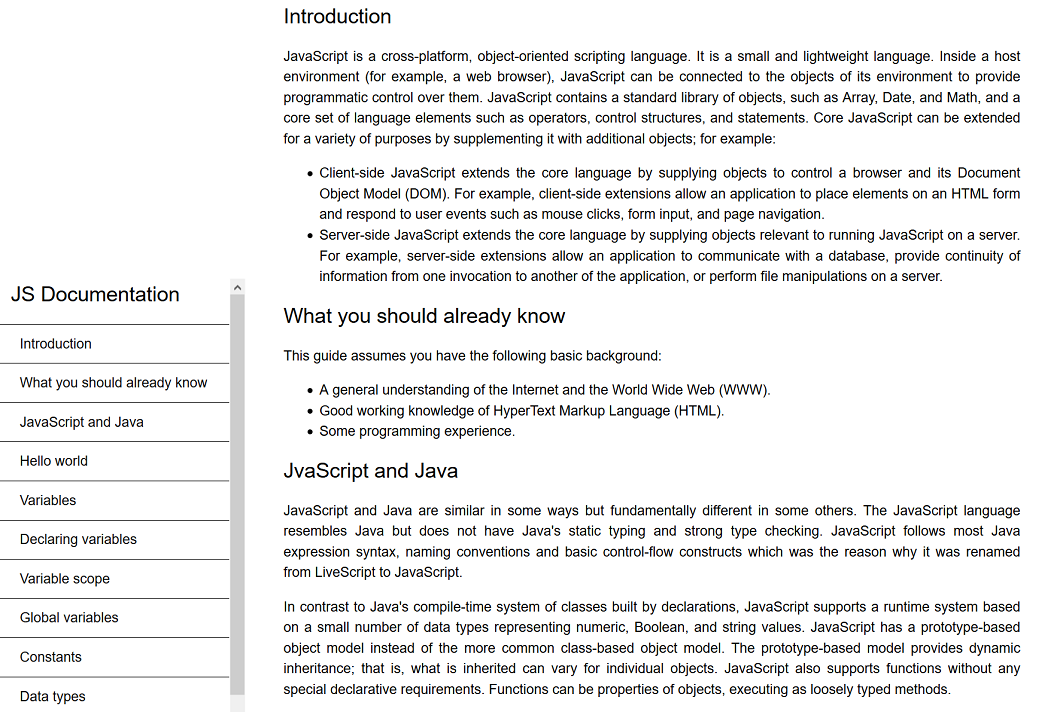 JS Documentation
Introduction
What you should already know
JavaScript and Java
Hello world
Variables
Declaring variables
Variable scope
Global variables
Constants
Data types
Introduction
JavaScript is a cross-platform, object-oriented scripting language. It is a small and lightweight language. Inside a host
environment (for example, a web browser), JavaScript can be connected to the objects of its environment to provide
programmatic control over them. JavaScript contains a standard library of objects, such as Array, Date, and Math, and a
core set of language elements such as operators, control structures, and statements. Core JavaScript can be extended
for a variety of purposes by supplementing it with additional objects; for example:
• Client-side JavaScript extends the core language by supplying objects to control a browser and its Document
Object Model (DOM). For example, client-side extensions allow an application to place elements on an HTML form
and respond to user events such as mouse clicks, form input, and page navigation.
• Server-side JavaScript extends the core language by supplying objects relevant to running JavaScript on a server.
For example, server-side extensions allow an application to communicate with a database, provide continuity of
information from one invocation to another of the application, or perform file manipulations on a server.
What you should already know
This guide assumes you have the following basic background:
• A general understanding of the Internet and the World Wide Web (WWW).
• Good working knowledge of HyperText Markup Language (HTML).
• Some programming experience.
JvaScript and Java
JavaScript and Java are similar in some ways but fundamentally different in some others. The JavaScript language
resembles Java but does not have Java's static typing and strong type checking. JavaScript follows most Java
expression syntax, naming conventions and basic control-flow constructs which was the reason why it was renamed
from LiveScript to JavaScript.
In contrast to Java's compile-time system of classes built by declarations, JavaScript supports a runtime system based
on a small number of data types representing numeric, Boolean, and string values. JavaScript has a prototype-based
object model instead of the more common class-based object model. The prototype-based model provides dynamic
inheritance; that is, what is inherited can vary for individual objects. JavaScript also supports functions without any
special declarative requirements. Functions can be properties of objects, executing as loosely typed methods.